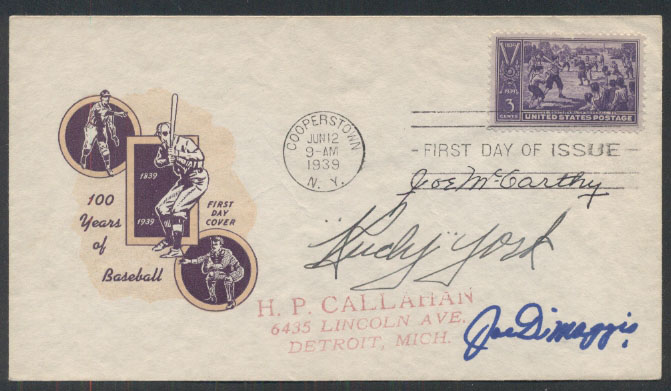 1839
3
CENTS
UNITED STATES POSTAGE
COOPERSTOWN
JUN 12
9-AM
1939
N. Y.
FIRST DAY OF ISSUE
1839
1939
100
Years
of
Baseball
FIRST
DAY
COVER
Joe McCarthy
"Rudy" York
H. P. CALLAHAN
6435 LINCOLN AVE.
DETROIT, MICH.
Joe DiMaggio